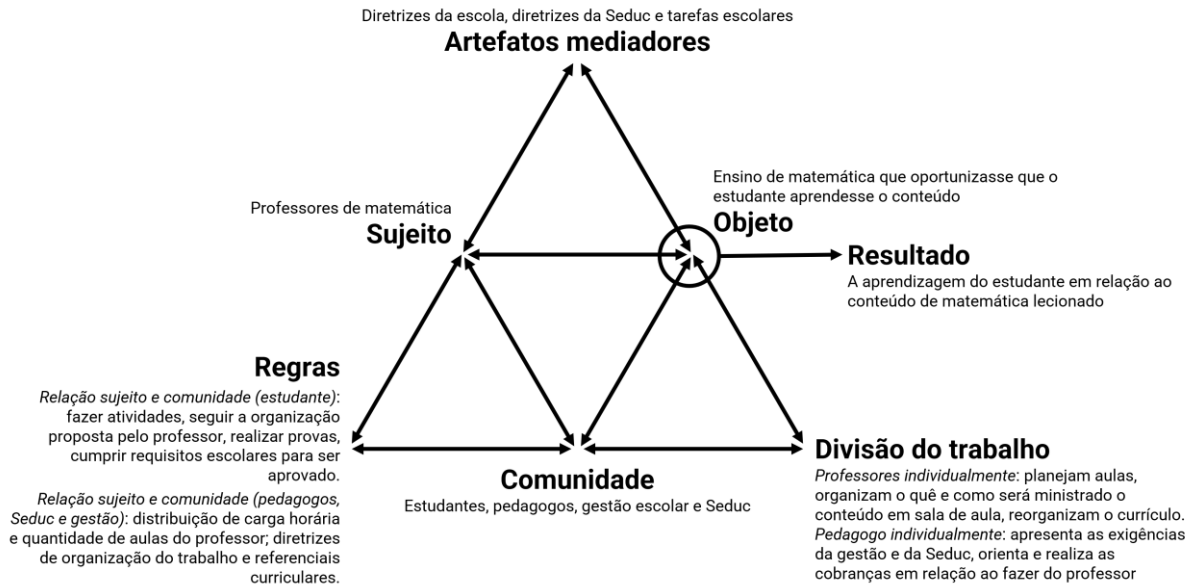 Diretrizes da escola, diretrizes da Seduc e tarefas escolares
Artefatos mediadores
Ensino de matemática que oportunizasse que o
estudante aprendesse o conteúdo
Objeto
Professores de matemática
Sujeito
Resultado
A aprendizagem do estudante em relação ao
conteúdo de matemática lecionado
Regras
Relação sujeito e comunidade (estudante):
fazer atividades, seguir a organização
proposta pelo professor, realizar provas,
cumprir requisitos escolares para ser
aprovado.
Relação sujeito e comunidade (pedagogos,
Seduc e gestão): distribuição de carga horária
e quantidade de aulas do professor; diretrizes
de organização do trabalho e referenciais
curriculares.
Comunidade
Estudantes, pedagogos, gestão escolar e Seduc
Divisão do trabalho
Professores individualmente: planejam aulas,
organizam o quê e como será ministrado o
conteúdo em sala de aula, reorganizam o currículo.
Pedagogo individualmente: apresenta as exigências
da gestão e da Seduc, orienta e realiza as
cobranças em relação ao fazer do professor